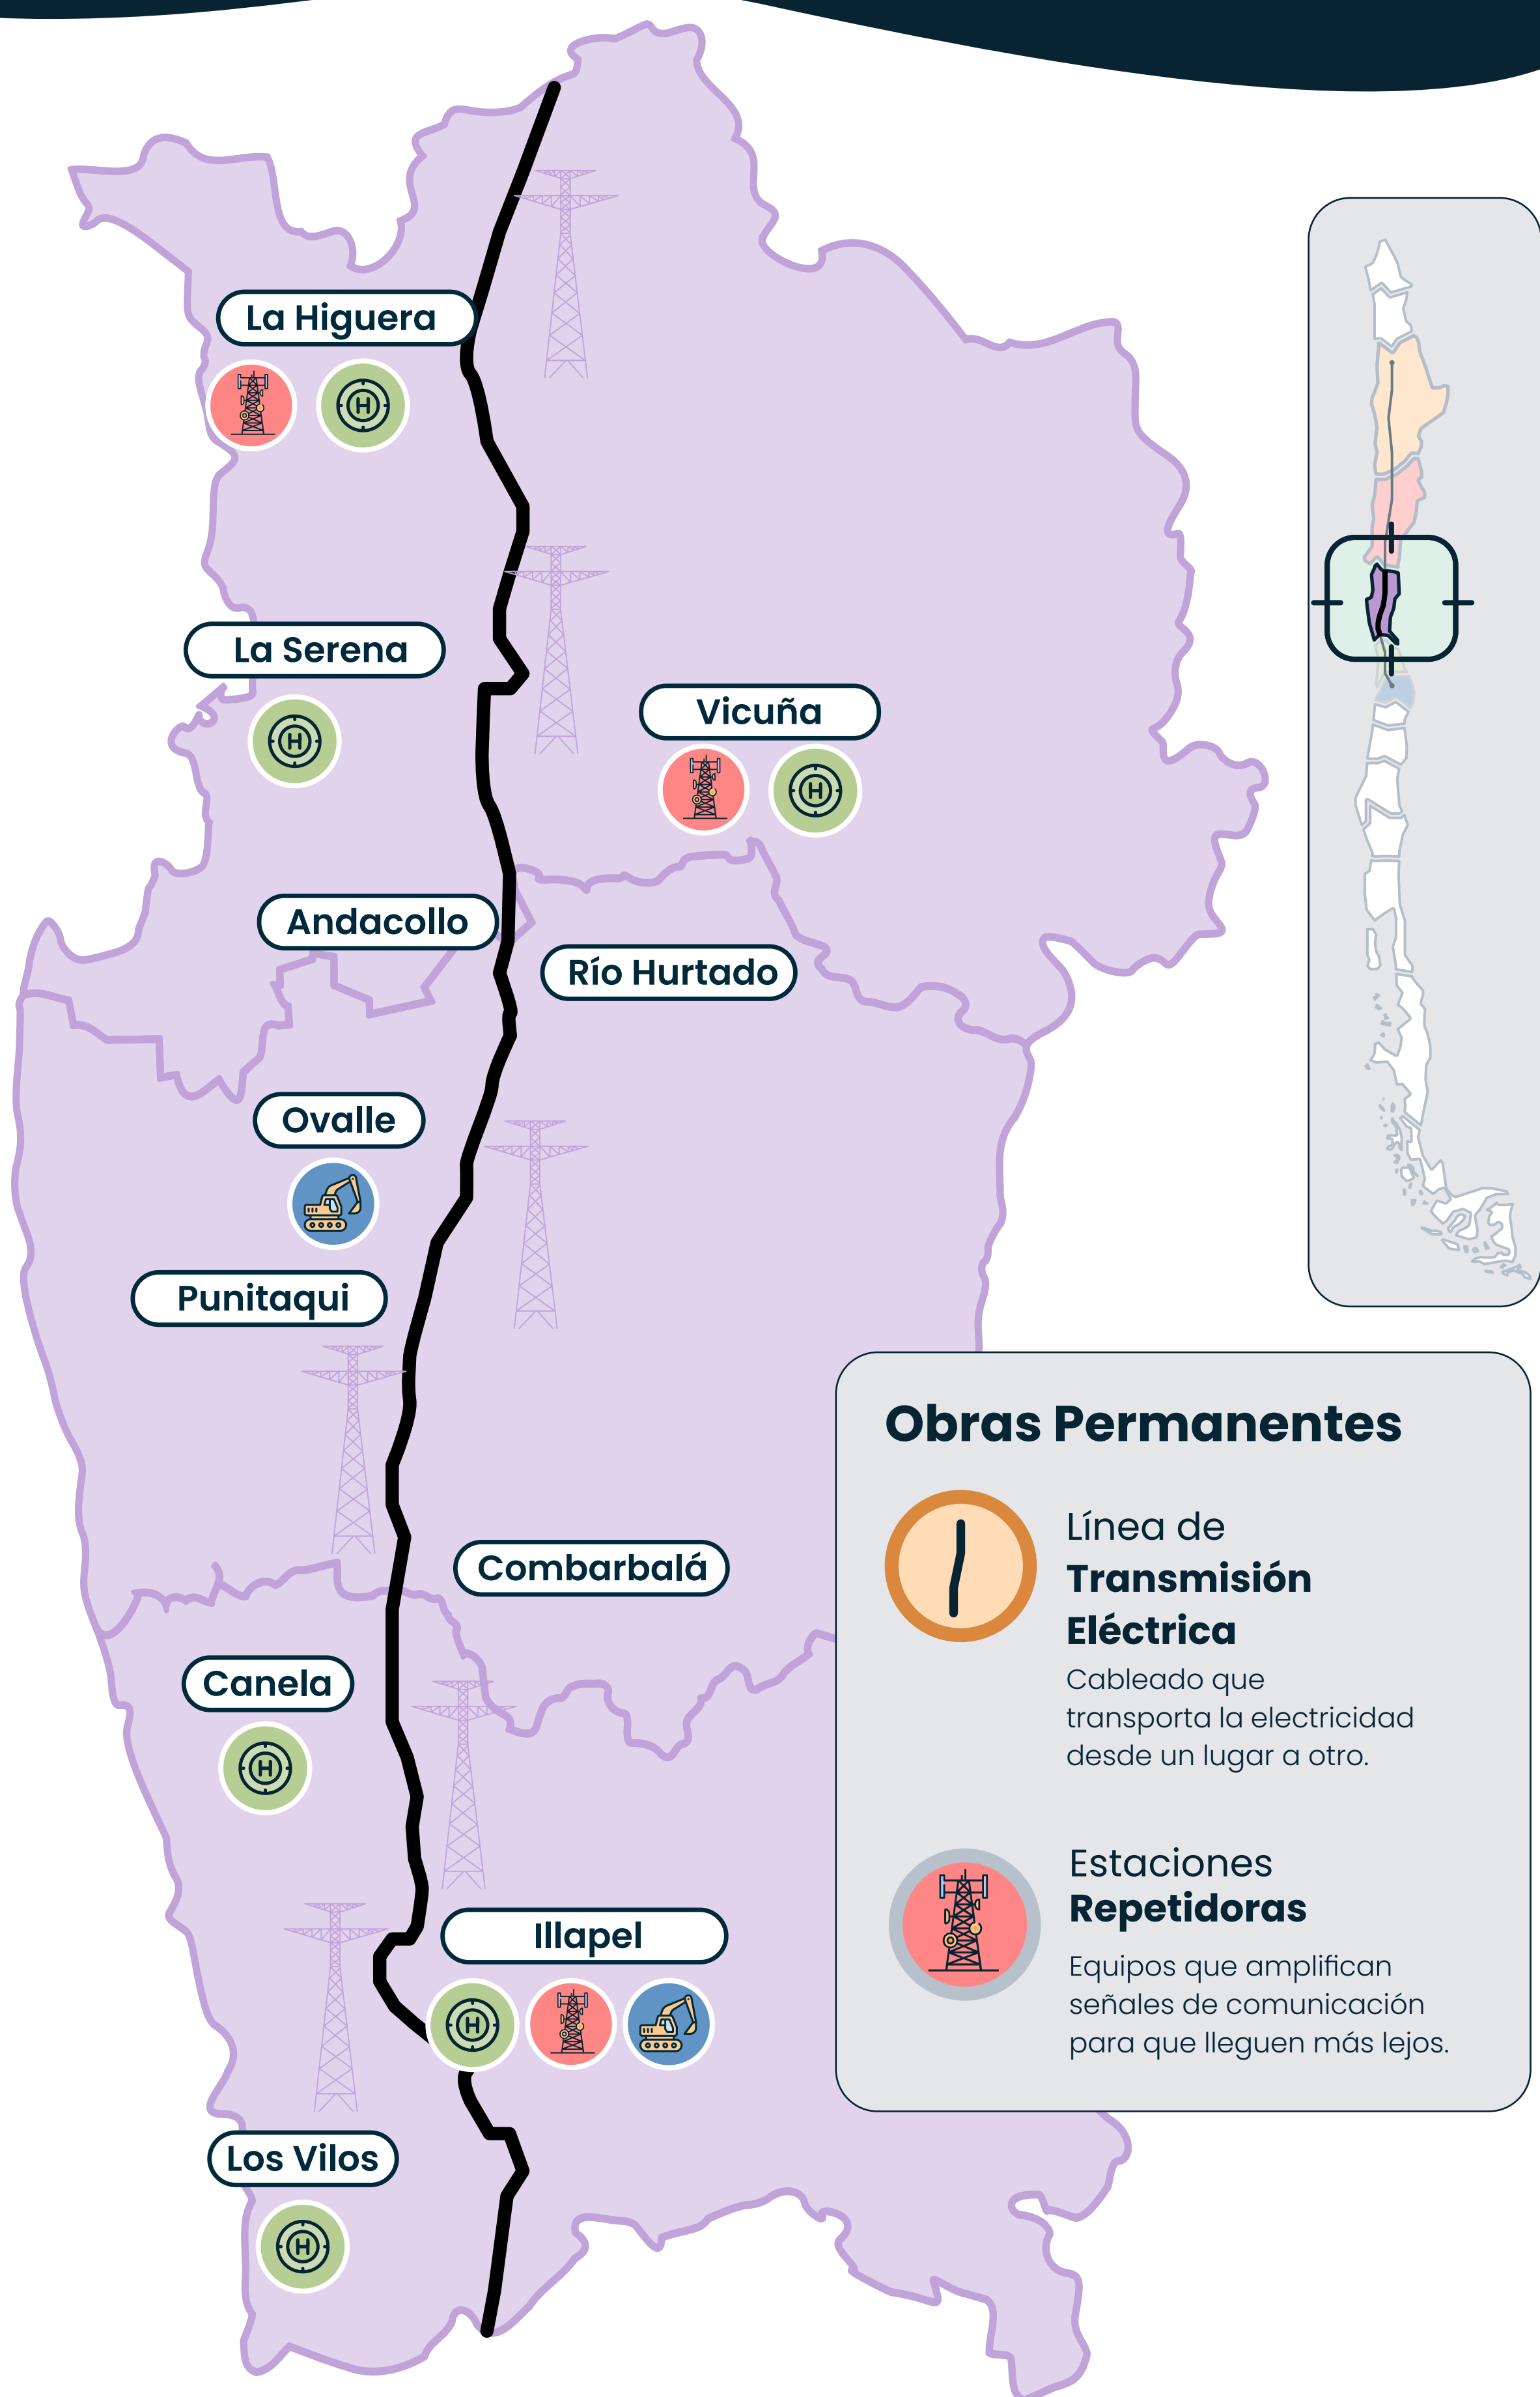 La Higuera
H
La Serena
H
Vicuña
H
Andacollo
Río Hurtado
Ovalle
Punitaqui
Combarbalá
Canela
H
Illapel
H
Los Vilos
H
Obras Permanentes
Línea de
Transmisión
Eléctrica
Cableado que
transporta la electricidad
desde un lugar a otro.
Estaciones
Repetidoras
Equipos que amplifican
señales de comunicación
para que lleguen más lejos.